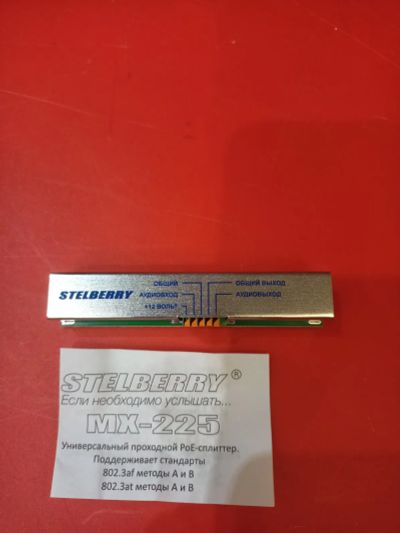 STELBERRY
ОБЩИЙ
АУДИОВХОД
+12 ВОЛЬТ
ОБЩИЙ ВЫХОД
АУДИОВЫХОД
STELBERRY®
Если необходимо услышать...
MX-225
Универсальный проходной PoE-сплиттер.
Поддерживает стандарты
802.3af методы А и В
802.3at методы А и В